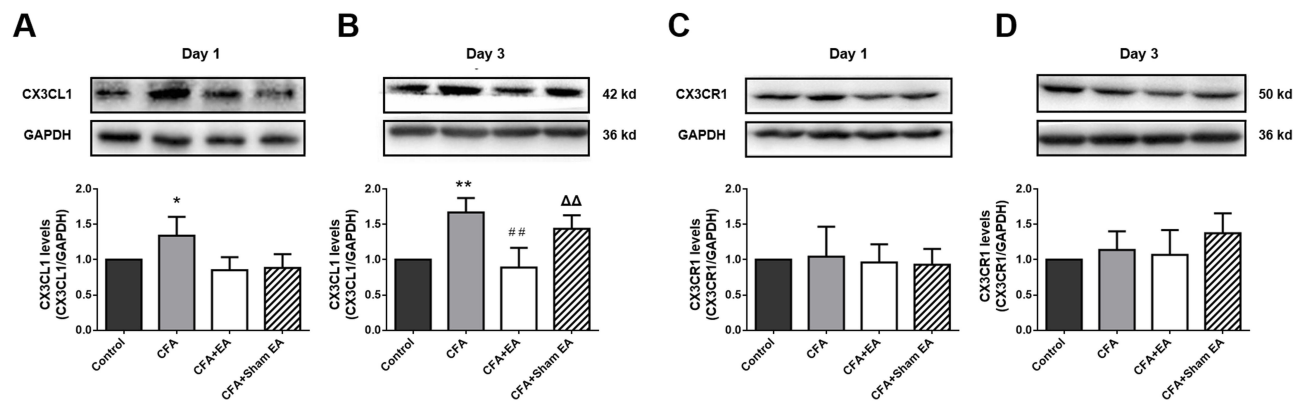 A
B
C
D
Day 1
Day 3
Day 1
Day 3
CX3CL1
42 kd
CX3CR1
50 kd
GAPDH
36 kd
GAPDH
36 kd
CX3CL1 levels
(CX3CL1/GAPDH)
2.0
1.5
1.0
0.5
0.0
*
Control
CFA
CFA+EA
CFA+Sham EA
CX3CL1 levels
(CX3CL1/GAPDH)
2.0
1.5
1.0
0.5
0.0
**
##
ΔΔ
Control
CFA
CFA+EA
CFA+Sham EA
CX3CR1 levels
(CX3CR1/GAPDH)
2.0
1.5
1.0
0.5
0.0
Control
CFA
CFA+EA
CFA+Sham EA
CX3CR1 levels
(CX3CR1/GAPDH)
2.0
1.5
1.0
0.5
0.0
Control
CFA
CFA+EA
CFA+Sham EA